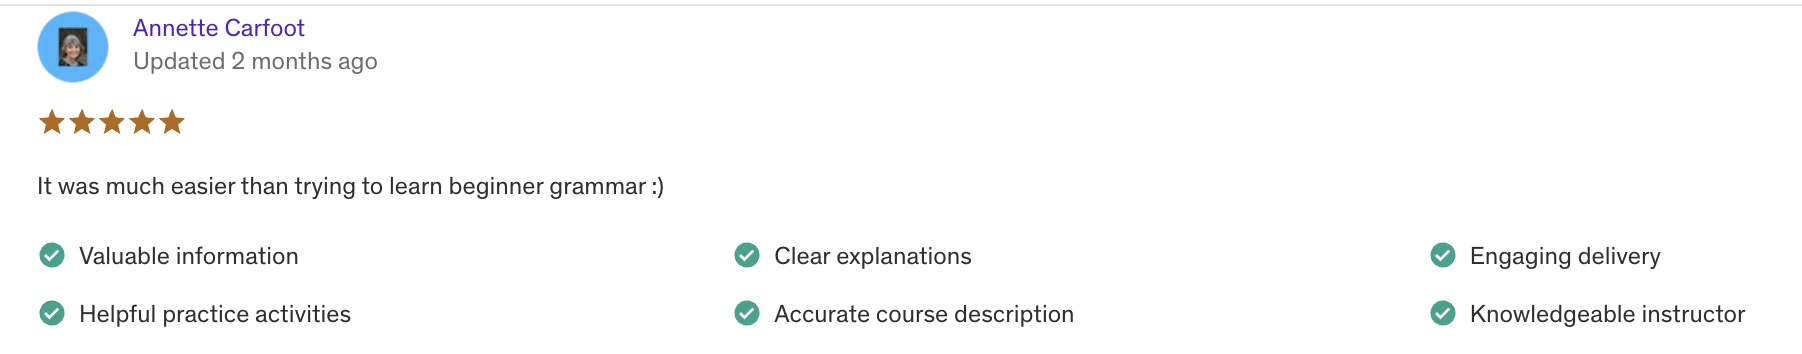 Annette Carfoot
Updated 2 months ago
It was much easier than trying to learn beginner grammar :)
Valuable information
Clear explanations
Engaging delivery
Helpful practice activities
Accurate course description
Knowledgeable instructor